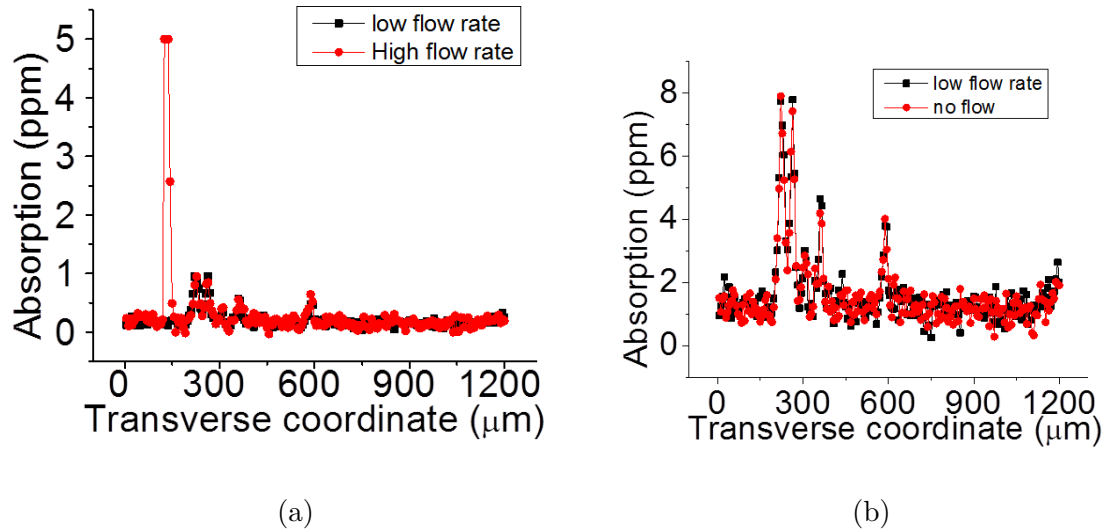 low flow rate
High flow rate
5
4
3
2
1
0
Absorption (ppm)
0 300 600 900 1200
Transverse coordinate (μm)
(a)
low flow rate
no flow
8
6
4
2
0
Absorption (ppm)
0 300 600 900 1200
Transverse coordinate (μm)
(b)